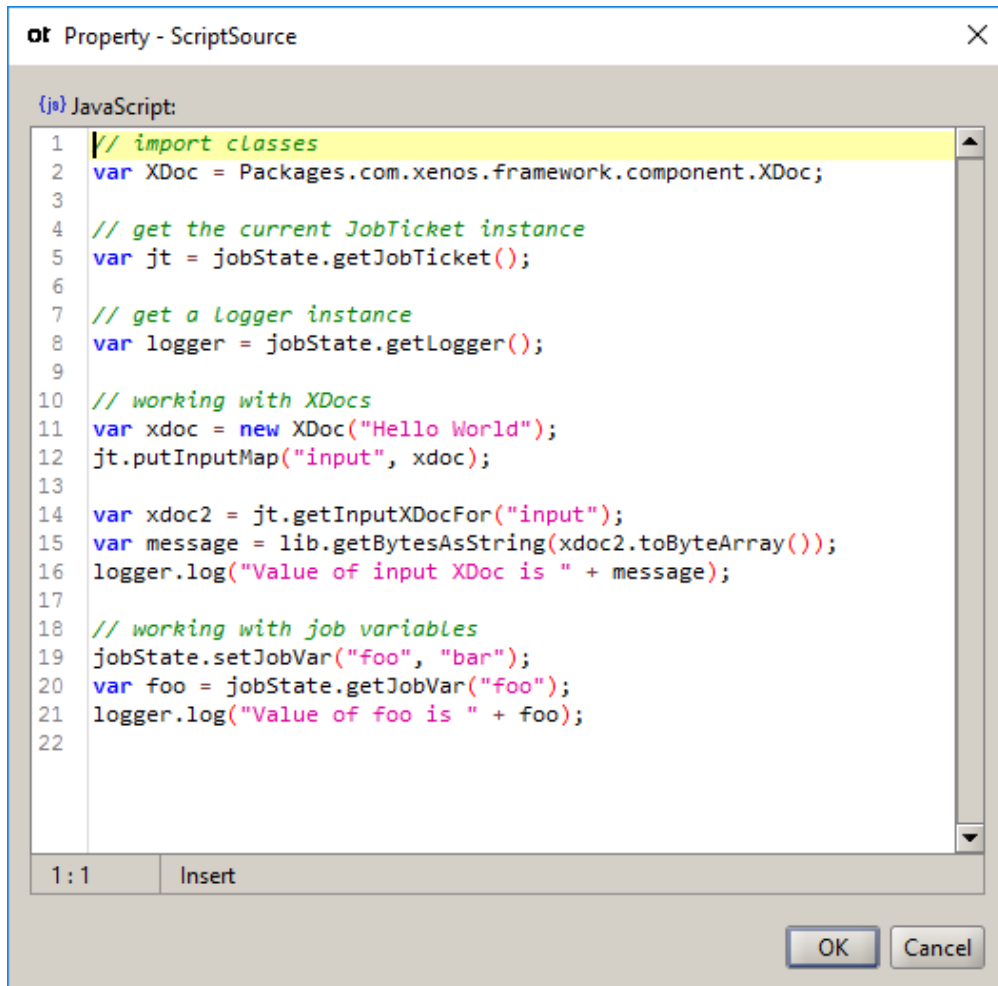 ot Property - ScriptSource
{js} JavaScript:
1 // import classes
2 var XDoc = Packages.com.xenos.framework.component.XDoc;
3
4 // get the current JobTicket instance
5 var jt = jobState.getJobTicket();
6
7 // get a logger instance
8 var logger = jobState.getLogger();
9
10 // working with XDocs
11 var xdoc = new XDoc("Hello World");
12 jt.putInputMap("input", xdoc);
13
14 var xdoc2 = jt.getInputXDocFor("input");
15 var message = lib.getBytesAsString(xdoc2.toByteArray());
16 logger.log("Value of input XDoc is " + message);
17
18 // working with job variables
19 jobState.setJobVar("foo", "bar");
20 var foo = jobState.getJobVar("foo");
21 logger.log("Value of foo is " + foo);
22
1 : 1 Insert
OK Cancel